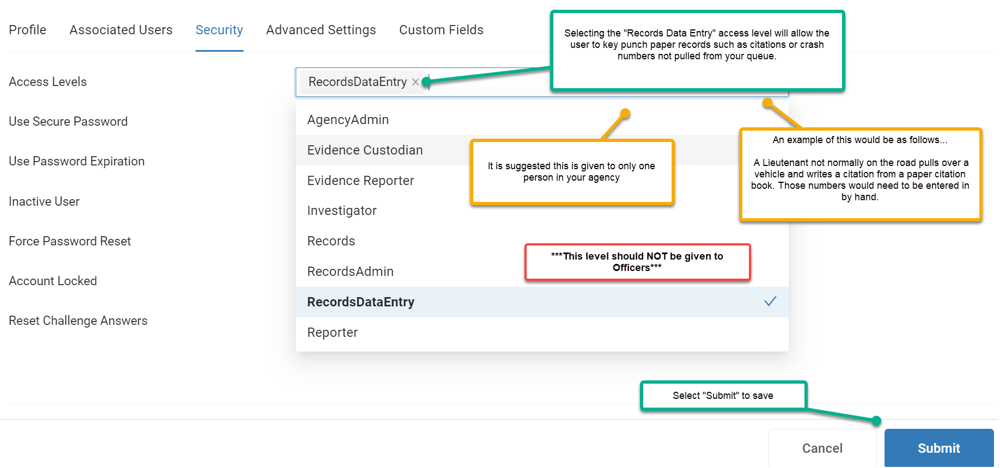 Profile Associated Users Security Advanced Settings Custom Fields
Selecting the "Records Data Entry" access level will allow the
user to key punch paper records such as citations or crash
numbers not pulled from your queue.
Access Levels
RecordsDataEntry ×
Use Secure Password
Use Password Expiration
Inactive User
Force Password Reset
Account Locked
Reset Challenge Answers
AgencyAdmin
Evidence Custodian
Evidence Reporter
Investigator
Records
RecordsAdmin
RecordsDataEntry
Reporter
It is suggested this is given to only one
person in your agency
An example of this would be as follows...
A Lieutenant not normally on the road pulls over a
vehicle and writes a citation from a paper citation
book. Those numbers would need to be entered in
by hand.
***This level should NOT be given to
Officers***
Select "Submit" to save
Cancel Submit